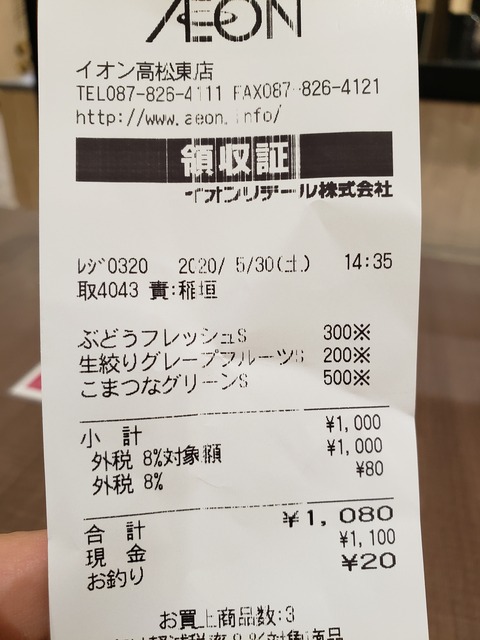 AEON
イオン高松東店
TEL087-826-4111 FAX087-826-4121
http://www.aeon.info/
領収証
イオンリテール株式会社
ﾚｼﾞ0320 2020/ 5/30(土) 14:35
取4043 責:稲垣
ぶどうフレッシュS 300※
生絞りグレープフルーツS 200※
こまつなグリーンS 500※
小 計 ¥1,000
外税 8%対象額 ¥1,000
外税 8% ¥80
合 計 ¥1,080
現 金 ¥1,100
お釣り ¥20
お買上商品数:3